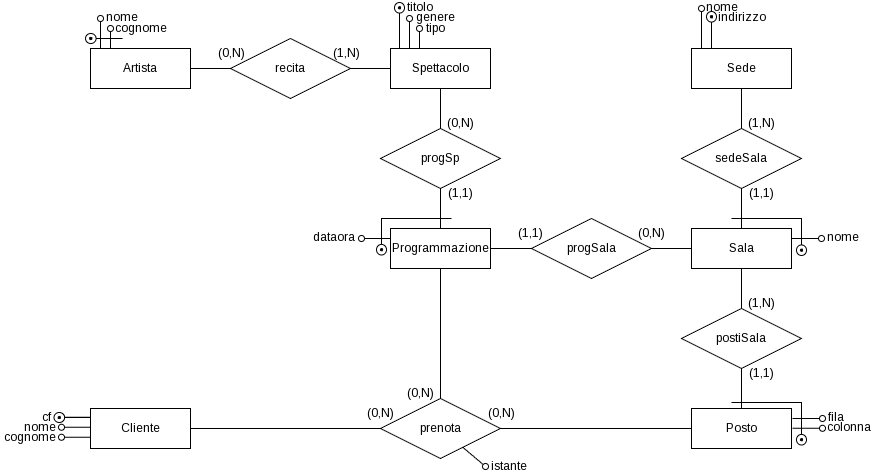 nome
cognome
titolo
genere
tipo
nome
indirizzo
Artista
(0,N)
recita
(1,N)
Spettacolo
Sede
(0,N)
(1,N)
progSp
sedeSala
(1,1)
(1,1)
dataora
Programmazione
(1,1)
progSala
(0,N)
Sala
nome
(1,N)
postiSala
(1,1)
(0,N)
cf
nome
cognome
Cliente
(0,N)
prenota
(0,N)
Posto
fila
colonna
istante